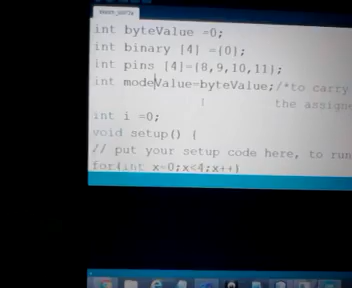 int byteValue =0;
int binary [4] ={0};
int pins [4]={8,9,10,11};
int modeValue=byteValue;/*to carry
the assigne
int i =0;
void setup() {
// put your setup code here, to run
for(int x=0;x<4;x++)